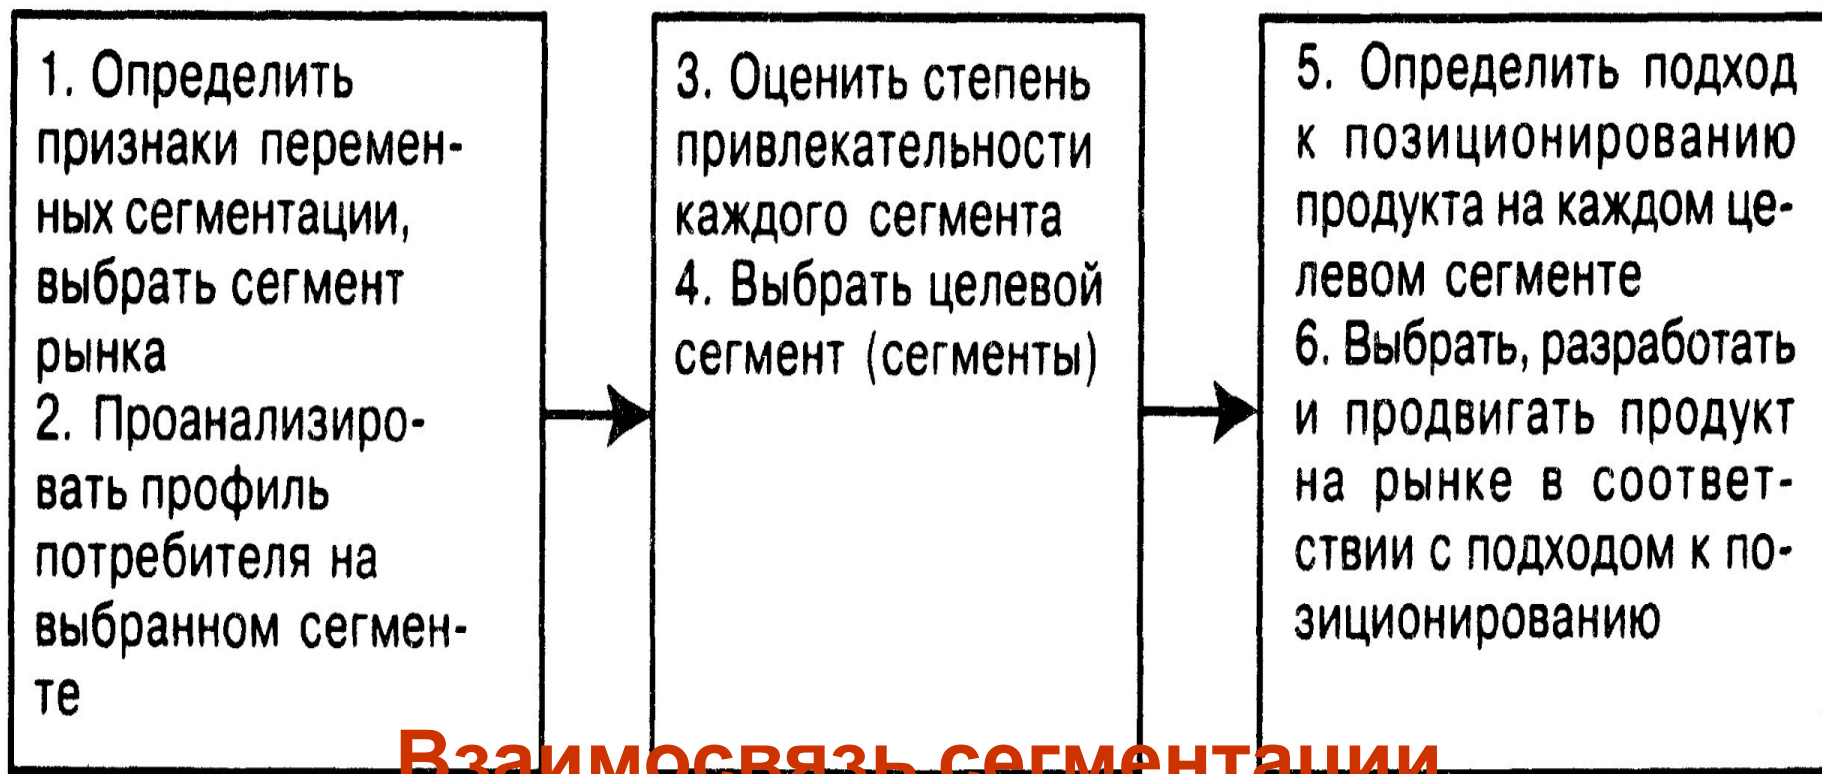 1. Определить
признаки перемен-
ных сегментации,
выбрать сегмент
рынка
2. Проанализиро-
вать профиль
потребителя на
выбранном сегмен-
те
3. Оценить степень
привлекательности
каждого сегмента
4. Выбрать целевой
сегмент (сегменты)
5. Определить подход
к позиционированию
продукта на каждом це-
левом сегменте
6. Выбрать, разработать
и продвигать продукт
на рынке в соответ-
ствии с подходом к по-
зиционированию
Взаимосвязь сегментации